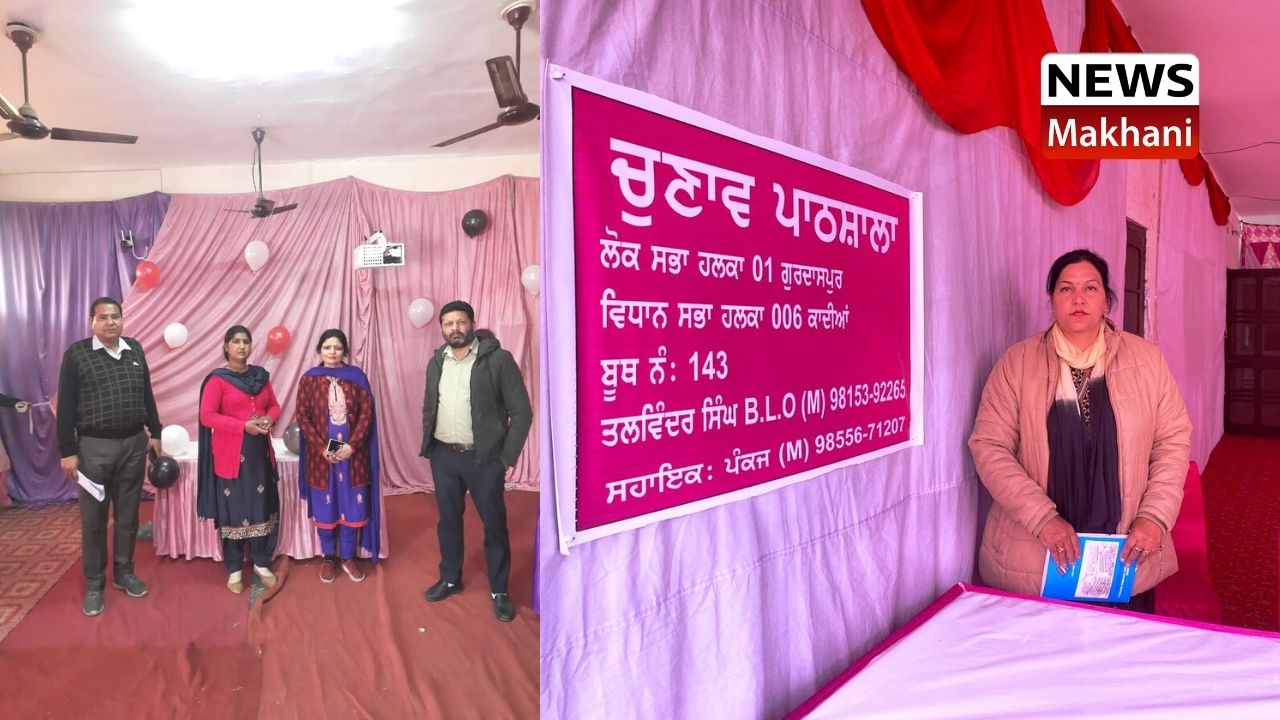 NEWS
Makhani
ਚੁਣਾਵ ਪਾਠਸ਼ਾਲਾ
ਲੋਕ ਸਭਾ ਹਲਕਾ 01 ਗੁਰਦਾਸਪੁਰ
ਵਿਧਾਨ ਸਭਾ ਹਲਕਾ 006 ਕਾਦੀਆਂ
ਬੂਥ ਨੰ: 143
ਤਲਵਿੰਦਰ ਸਿੰਘ B.L.O (M) 98153-92265
ਸਹਾਇਕ: ਪੰਕਜ (M) 98556-71207